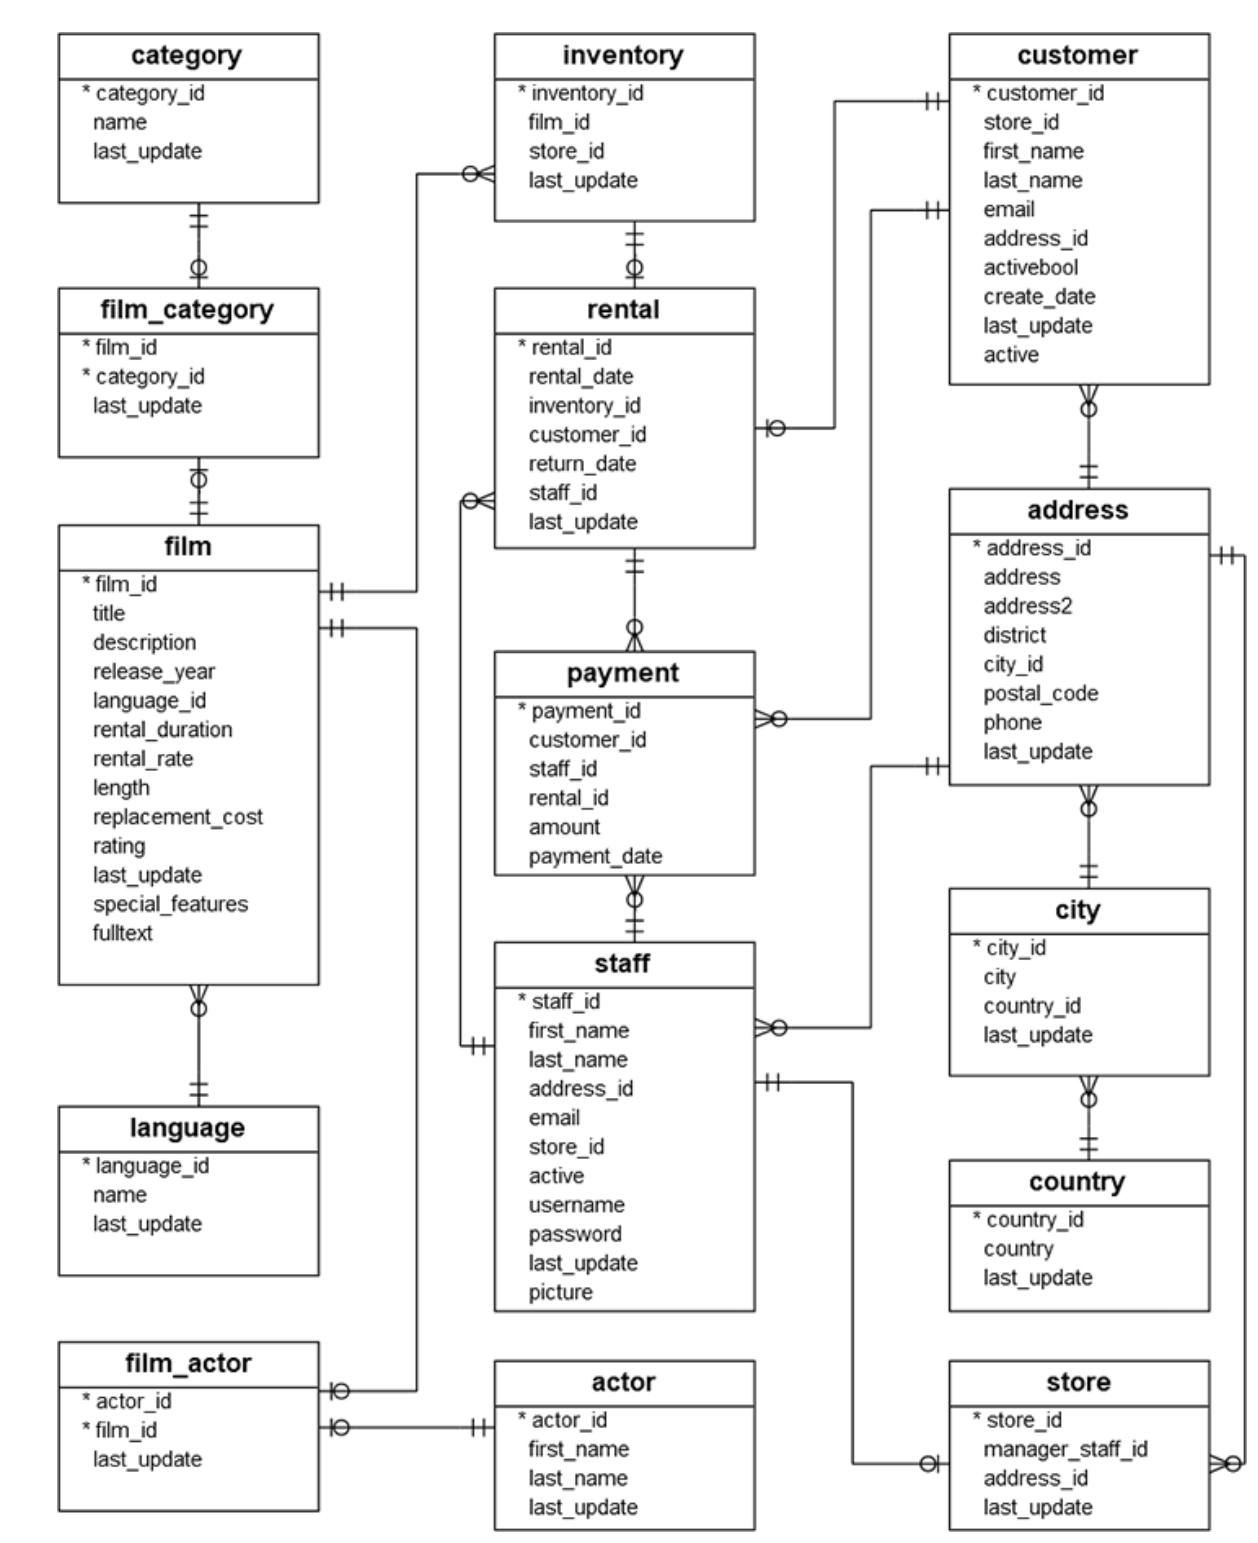 category
* category_id
name
last_update
film_category
* film_id
* category_id
last_update
film
* film_id
title
description
release_year
language_id
rental_duration
rental_rate
length
replacement_cost
rating
last_update
special_features
fulltext
language
* language_id
name
last_update
film_actor
* actor_id
* film_id
last_update
inventory
* inventory_id
film_id
store_id
last_update
rental
* rental_id
rental_date
inventory_id
customer_id
return_date
staff_id
last_update
payment
* payment_id
customer_id
staff_id
rental_id
amount
payment_date
staff
* staff_id
first_name
last_name
address_id
email
store_id
active
username
password
last_update
picture
actor
* actor_id
first_name
last_name
last_update
customer
* customer_id
store_id
first_name
last_name
email
address_id
activebool
create_date
last_update
active
address
* address_id
address
address2
district
city_id
postal_code
phone
last_update
city
* city_id
city
country_id
last_update
country
* country_id
country
last_update
store
* store_id
manager_staff_id
address_id
last_update